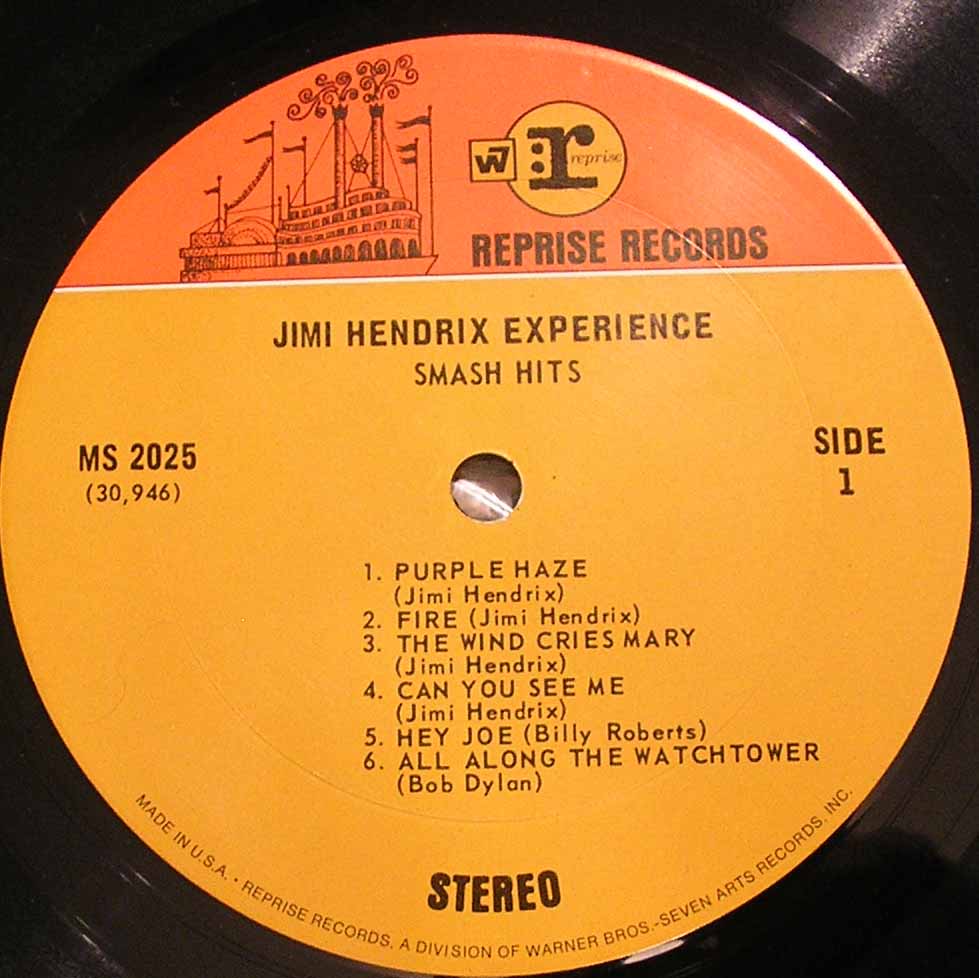 W7 r: reprise
REPRISE RECORDS
JIMI HENDRIX EXPERIENCE
SMASH HITS
MS 2025
(30,946)
SIDE
1
1. PURPLE HAZE
(Jimi Hendrix)
2. FIRE (Jimi Hendrix)
3. THE WIND CRIES MARY
(Jimi Hendrix)
4. CAN YOU SEE ME
(Jimi Hendrix)
5. HEY JOE (Billy Roberts)
6. ALL ALONG THE WATCHTOWER
(Bob Dylan)
STEREO
MADE IN U.S.A. • REPRISE RECORDS, A DIVISION OF WARNER BROS.-SEVEN ARTS RECORDS, INC.